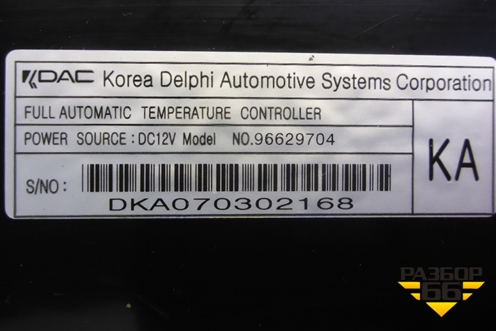 KDAC Korea Delphi Automotive Systems Corporation
FULL AUTOMATIC TEMPERATURE CONTROLLER
POWER SOURCE : DC12V Model NO.96629704
KA
S/NO:
DKA070302168
РАЗБОР
66